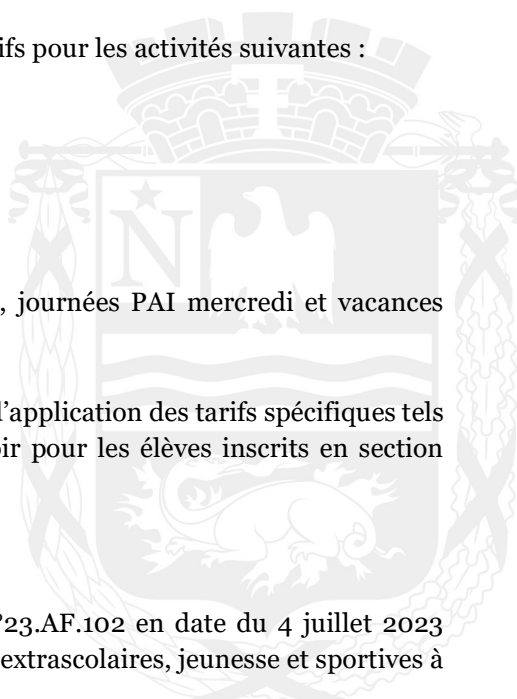 ifs pour les activités suivantes :
N
, journées PAI mercredi et vacances
l’application des tarifs spécifiques tels
ir pour les élèves inscrits en section
°23.AF.102 en date du 4 juillet 2023
extrascolaires, jeunesse et sportives à